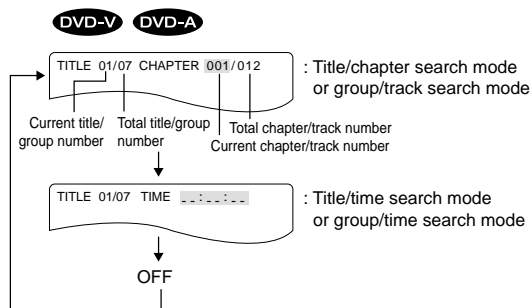 DVD-V DVD-A
TITLE 01/07 CHAPTER 001/012
: Title/chapter search mode
or group/track search mode
Current title/
group number
Total title/group
number
Total chapter/track number
Current chapter/track number
TITLE 01/07 TIME _ _:_ _:_ _
: Title/time search mode
or group/time search mode
OFF